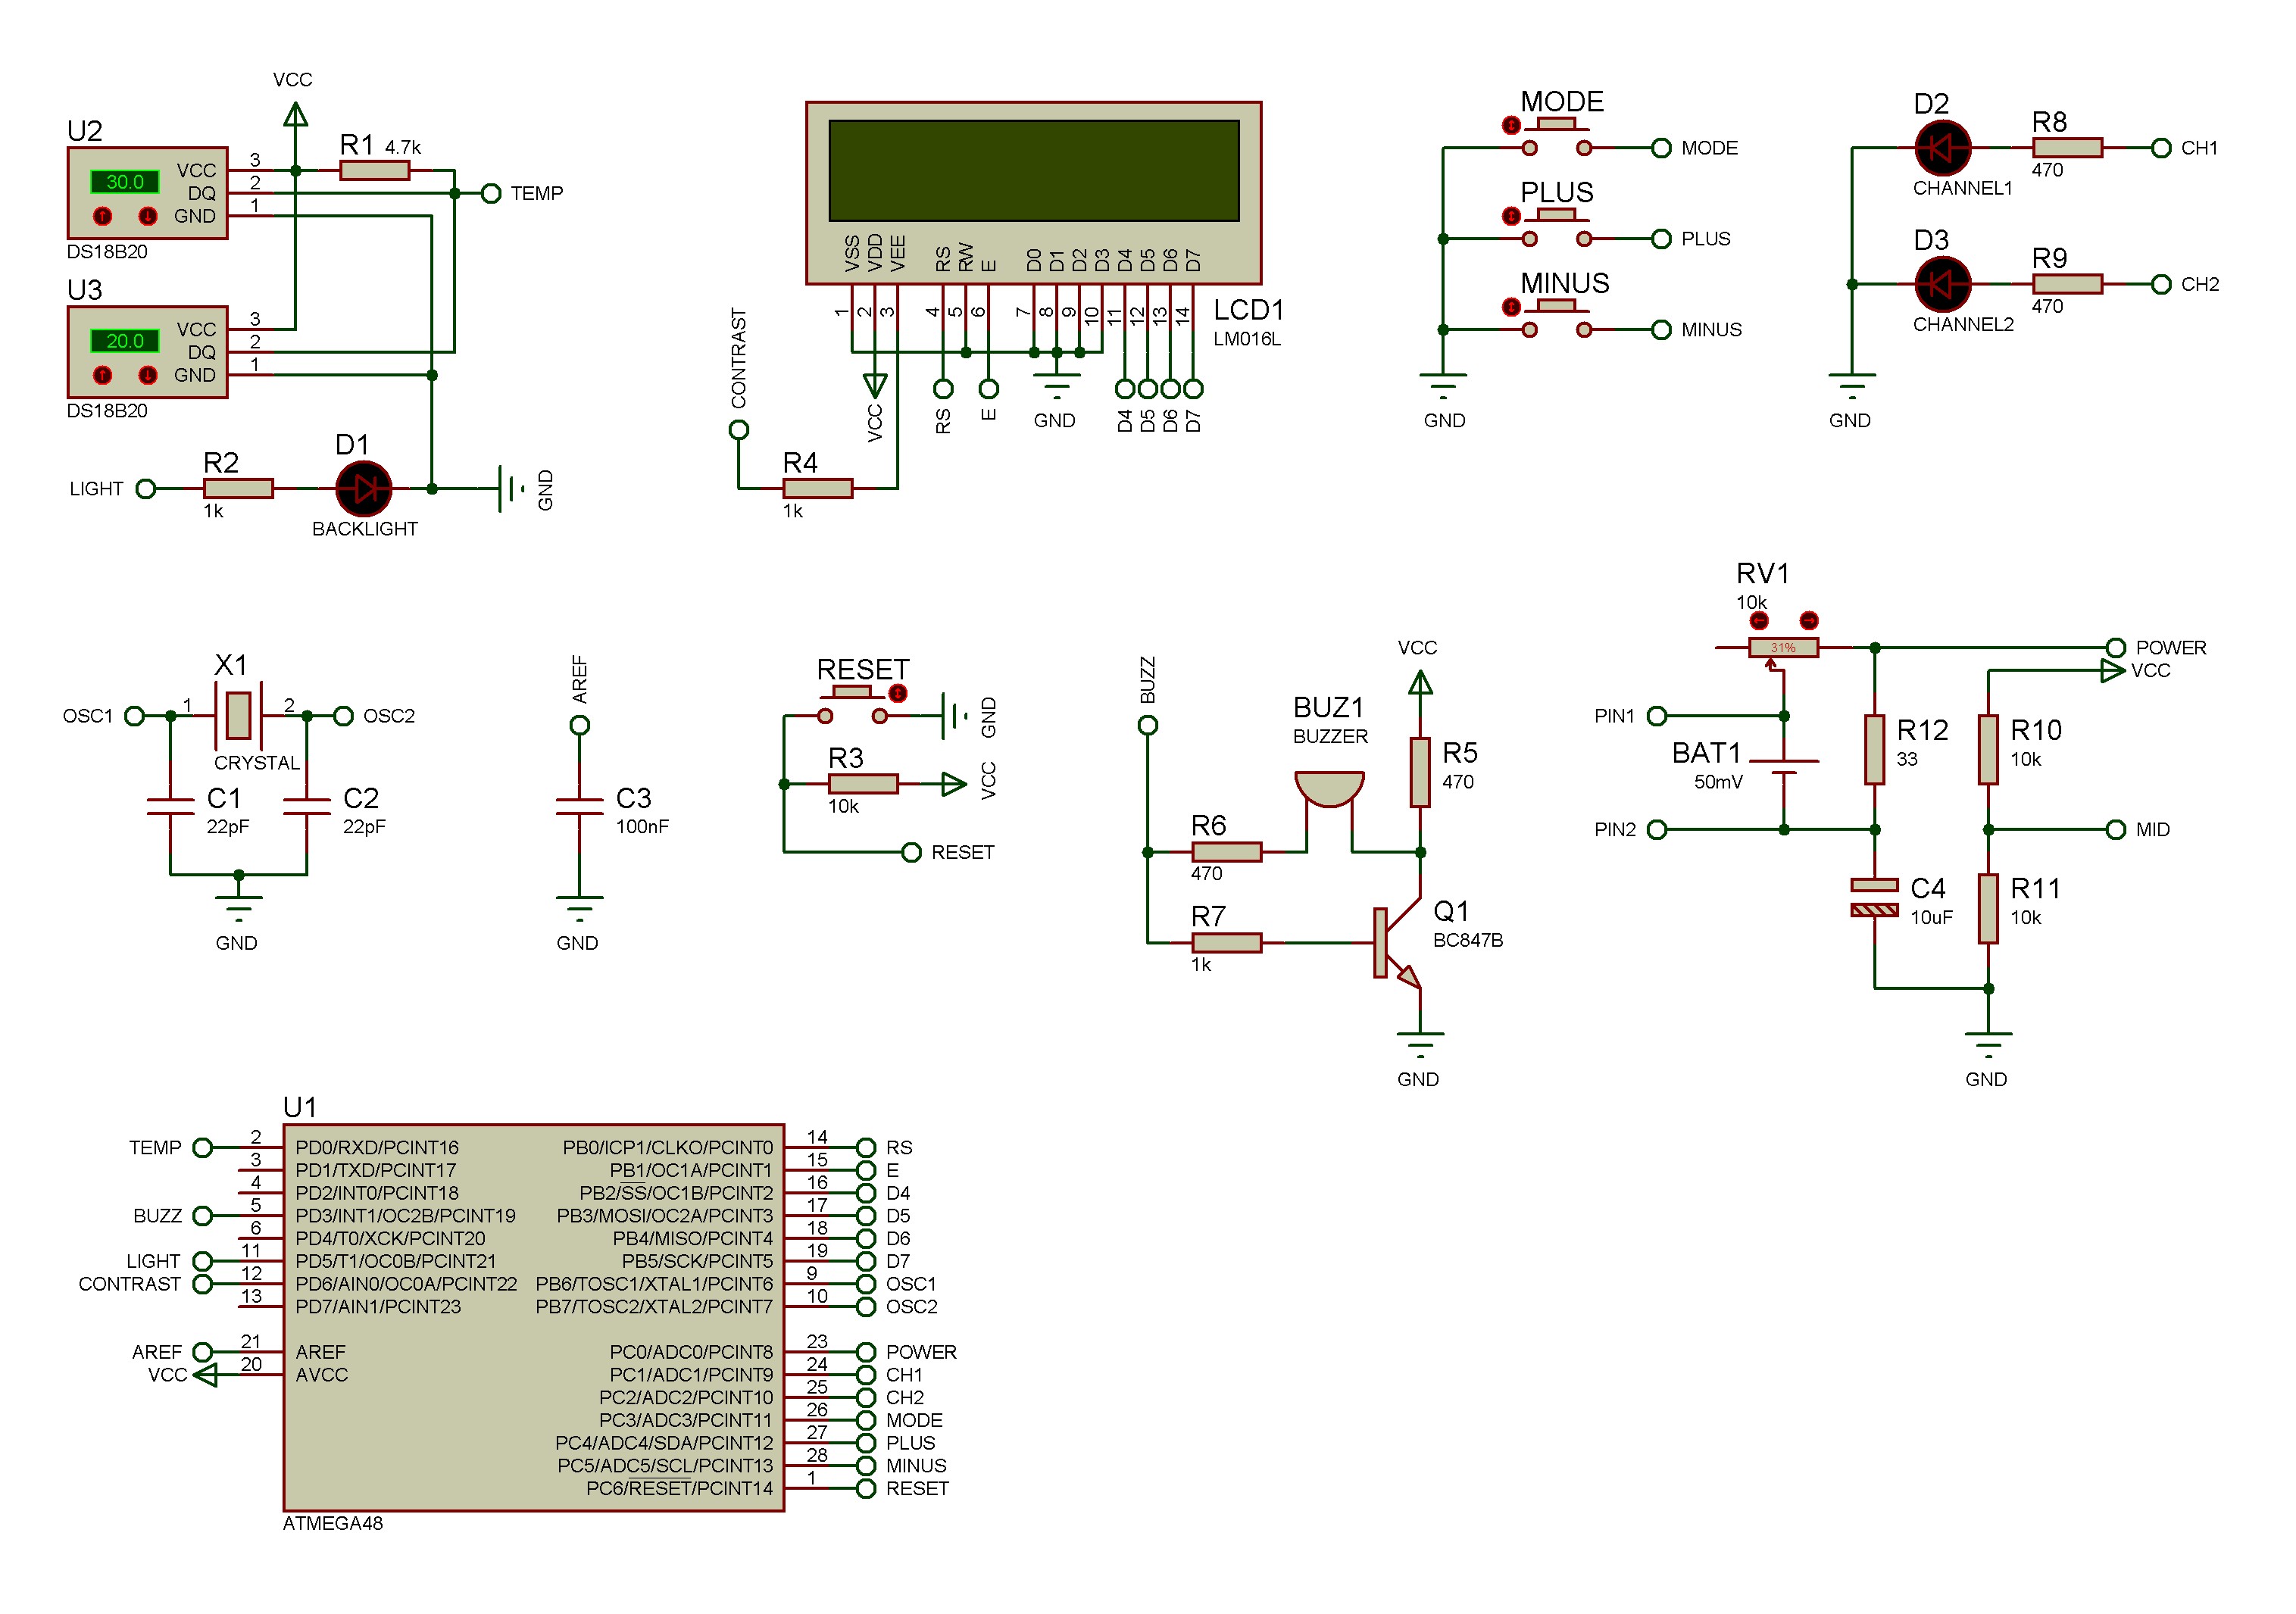 VCC
U2
R1 4.7k
30.0
VCC 3
DQ 2
GND 1
TEMP
DS18B20
U3
20.0
VCC 3
DQ 2
GND 1
DS18B20
LIGHT
R2
1k
D1
BACKLIGHT
GND
VSS VDD VEE RS RW E D0 D1 D2 D3 D4 D5 D6 D7
1 2 3 4 5 6 7 8 9 10 11 12 13 14
LCD1
LM016L
CONTRAST
VCC
RS
E
GND
D4 D5 D6 D7
R4
1k
MODE
MODE
PLUS
PLUS
MINUS
MINUS
GND
D2
CHANNEL1
R8
470
CH1
D3
CHANNEL2
R9
470
CH2
GND
X1
OSC1
1
2
OSC2
CRYSTAL
C1
22pF
C2
22pF
GND
AREF
C3
100nF
GND
RESET
GND
R3
10k
VCC
RESET
BUZZ
BUZ1
BUZZER
VCC
R5
470
R6
470
R7
1k
Q1
BC847B
GND
RV1
10k
31%
POWER
VCC
PIN1
BAT1
50mV
PIN2
R12
33
R10
10k
MID
C4
10uF
R11
10k
GND
U1
TEMP 2 PD0/RXD/PCINT16
3 PD1/TXD/PCINT17
4 PD2/INT0/PCINT18
BUZZ 5 PD3/INT1/OC2B/PCINT19
6 PD4/T0/XCK/PCINT20
LIGHT 11 PD5/T1/OC0B/PCINT21
CONTRAST 12 PD6/AIN0/OC0A/PCINT22
13 PD7/AIN1/PCINT23
AREF 21 AREF
VCC 20 AVCC
PB0/ICP1/CLKO/PCINT0 14 RS
PB1/OC1A/PCINT1 15 E
PB2/SS/OC1B/PCINT2 16 D4
PB3/MOSI/OC2A/PCINT3 17 D5
PB4/MISO/PCINT4 18 D6
PB5/SCK/PCINT5 19 D7
PB6/TOSC1/XTAL1/PCINT6 9 OSC1
PB7/TOSC2/XTAL2/PCINT7 10 OSC2
PC0/ADC0/PCINT8 23 POWER
PC1/ADC1/PCINT9 24 CH1
PC2/ADC2/PCINT10 25 CH2
PC3/ADC3/PCINT11 26 MODE
PC4/ADC4/SDA/PCINT12 27 PLUS
PC5/ADC5/SCL/PCINT13 28 MINUS
PC6/RESET/PCINT14 1 RESET
ATMEGA48